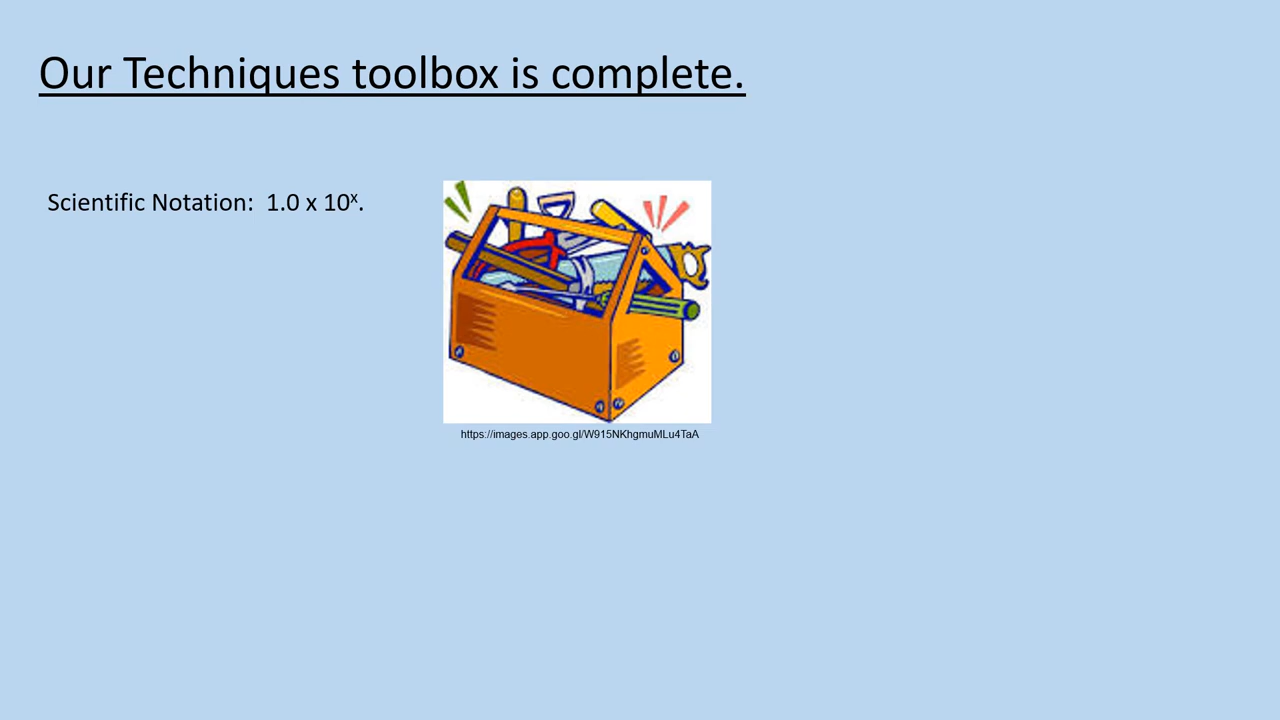 Our Techniques toolbox is complete.
Scientific Notation:  1.0 x 10ˣ.
https://images.app.goo.gl/W915NKhgmuMLu4TaA